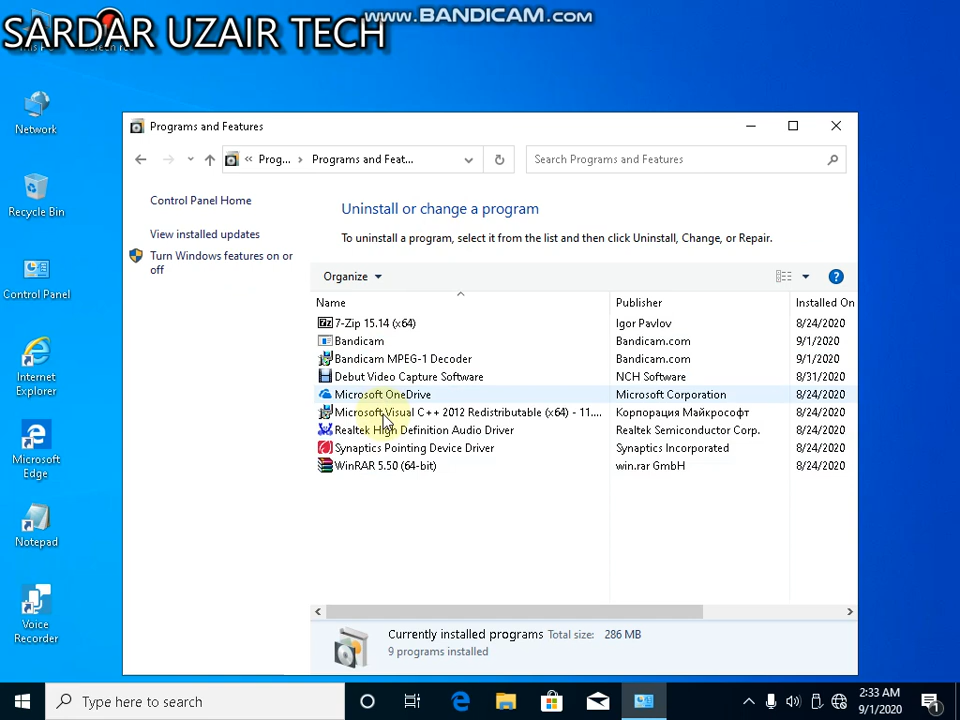 www.BANDICAM.com
SARDAR UZAIR TECH
Network
Recycle Bin
Control Panel
Internet
Explorer
Microsoft
Edge
Notepad
Voice
Recorder
Programs and Features
« Prog... › Programs and Feat...
Search Programs and Features
Control Panel Home
View installed updates
Turn Windows features on or
off
Uninstall or change a program
To uninstall a program, select it from the list and then click Uninstall, Change, or Repair.
Organize
Name Publisher Installed On
7-Zip 15.14 (x64) Igor Pavlov 8/24/2020
Bandicam Bandicam.com 9/1/2020
Bandicam MPEG-1 Decoder Bandicam.com 9/1/2020
Debut Video Capture Software NCH Software 8/31/2020
Microsoft OneDrive Microsoft Corporation 8/24/2020
Microsoft Visual C++ 2012 Redistributable (x64) - 11.... Корпорация Майкрософт 8/24/2020
Realtek High Definition Audio Driver Realtek Semiconductor Corp. 8/24/2020
Synaptics Pointing Device Driver Synaptics Incorporated 8/24/2020
WinRAR 5.50 (64-bit) win.rar GmbH 8/24/2020
Currently installed programs Total size: 286 MB
9 programs installed
Type here to search
2:33 AM
9/1/2020
1